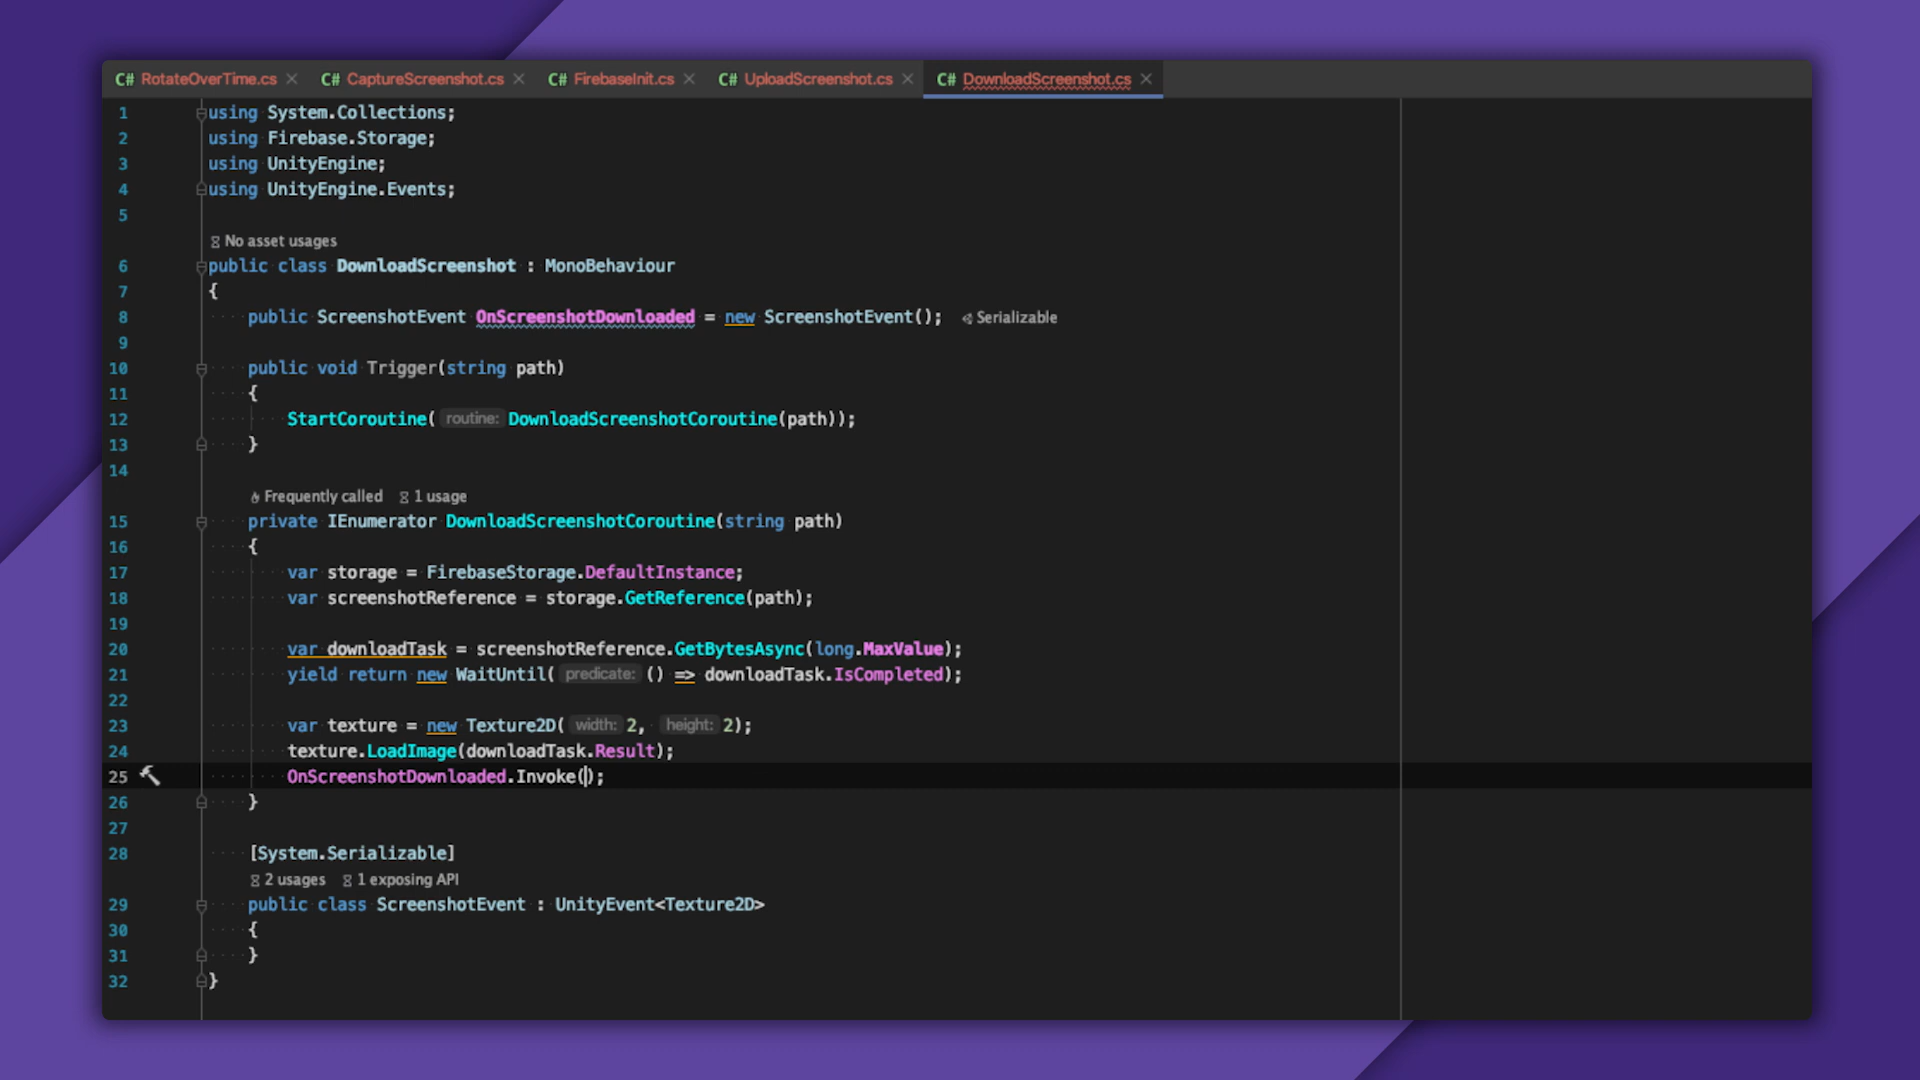 C# RotateOverTime.cs × C# CaptureScreenshot.cs × C# FirebaseInit.cs × C# UploadScreenshot.cs × C# DownloadScreenshot.cs ×
1 using System.Collections;
2 using Firebase.Storage;
3 using UnityEngine;
4 using UnityEngine.Events;
5
No asset usages
6 public class DownloadScreenshot : MonoBehaviour
7 {
8 public ScreenshotEvent OnScreenshotDownloaded = new ScreenshotEvent(); Serializable
9
10 public void Trigger(string path)
11 {
12 StartCoroutine( routine: DownloadScreenshotCoroutine(path));
13 }
14
Frequently called 1 usage
15 private IEnumerator DownloadScreenshotCoroutine(string path)
16 {
17 var storage = FirebaseStorage.DefaultInstance;
18 var screenshotReference = storage.GetReference(path);
19
20 var downloadTask = screenshotReference.GetBytesAsync(long.MaxValue);
21 yield return new WaitUntil( predicate: () => downloadTask.IsCompleted);
22
23 var texture = new Texture2D( width: 2, height: 2);
24 texture.LoadImage(downloadTask.Result);
25 OnScreenshotDownloaded.Invoke();
26 }
27
28 [System.Serializable]
2 usages 1 exposing API
29 public class ScreenshotEvent : UnityEvent<Texture2D>
30 {
31 }
32 }